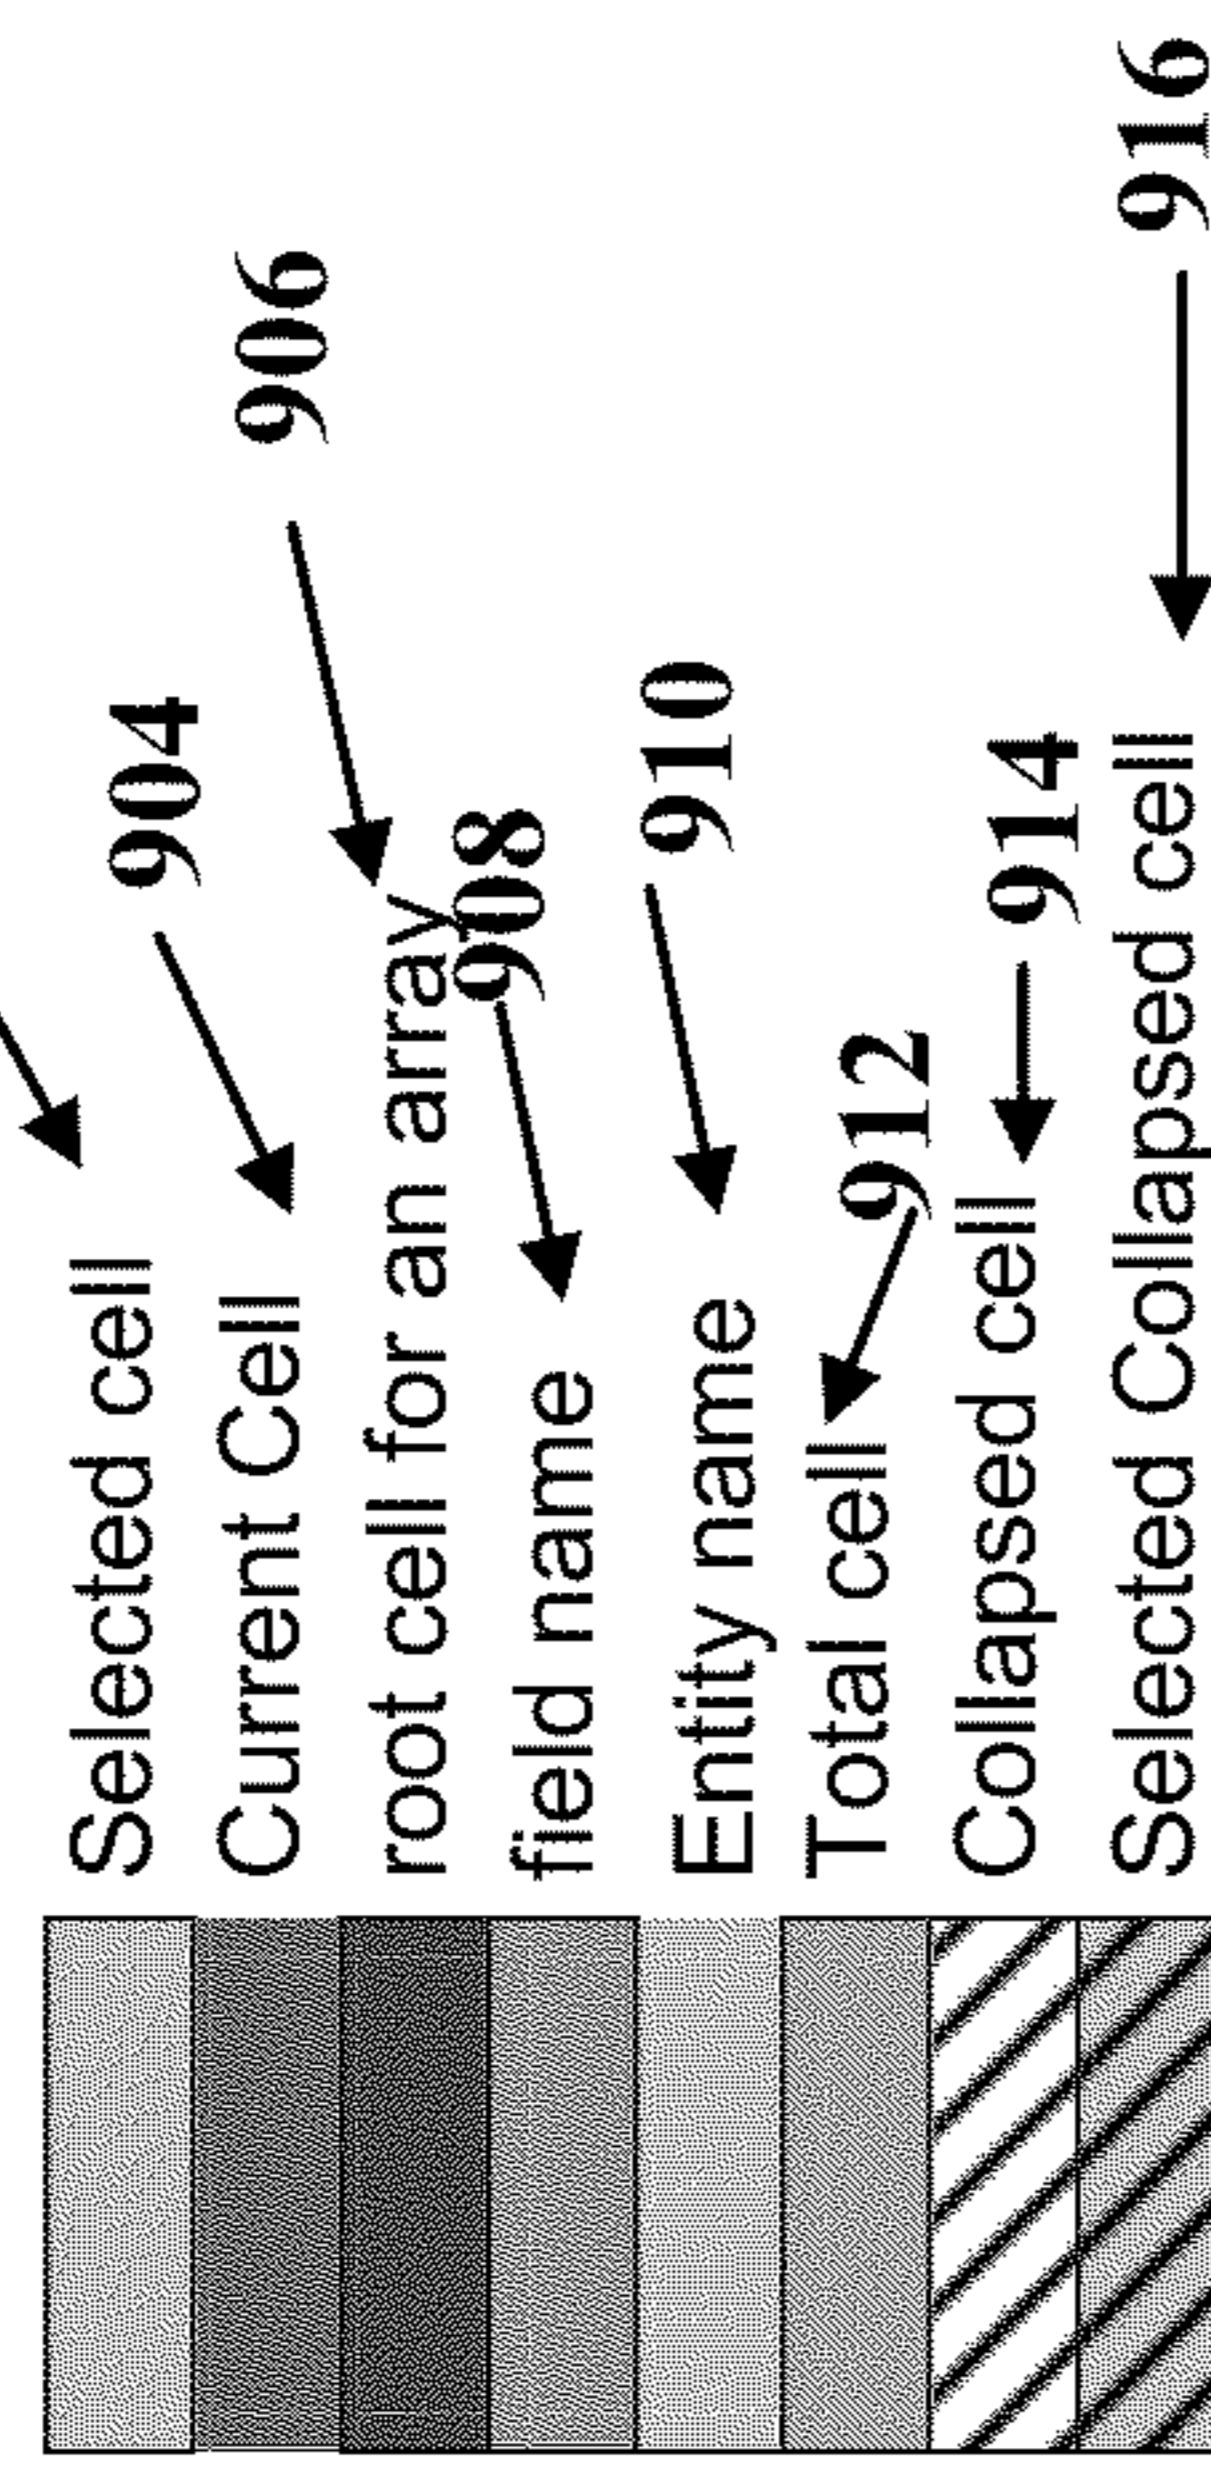 Selected cell
904
Current Cell
906
root cell for an array
908
field name
910
Entity name
912
Total cell
914
Collapsed cell
916
Selected Collapsed cell